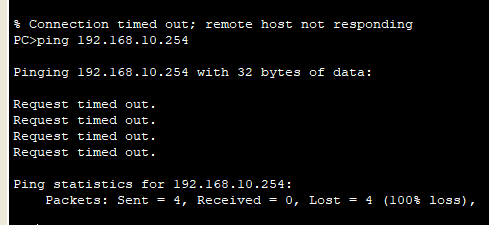 % Connection timed out; remote host not responding
PC>ping 192.168.10.254
Pinging 192.168.10.254 with 32 bytes of data:
Request timed out.
Request timed out.
Request timed out.
Request timed out.
Ping statistics for 192.168.10.254:
Packets: Sent = 4, Received = 0, Lost = 4 (100% loss),